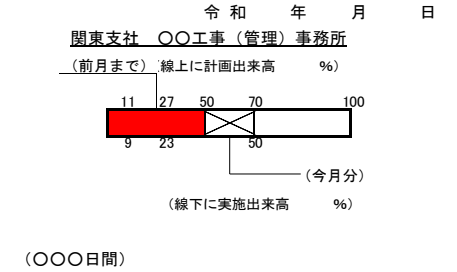 令 和　　年　　月　　日
関東支社　〇〇工事（管理）事務所
（前月まで）（線上に計画出来高　　%）
11　27　50　70　100
9　23　50
（今月分）
（線下に実施出来高　　%）
（〇〇〇日間）